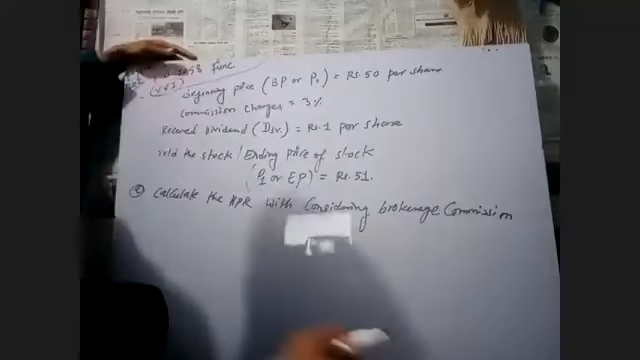 Beginning price (BP or P₀) = Rs. 50 per share
Commission charges = 3%
Received Dividend (Div.) = Rs. 1 per share
sold the stock / Ending price of stock
(P₁ or EP) = Rs. 51.
Calculate the HPR with Considering brokerage Commission